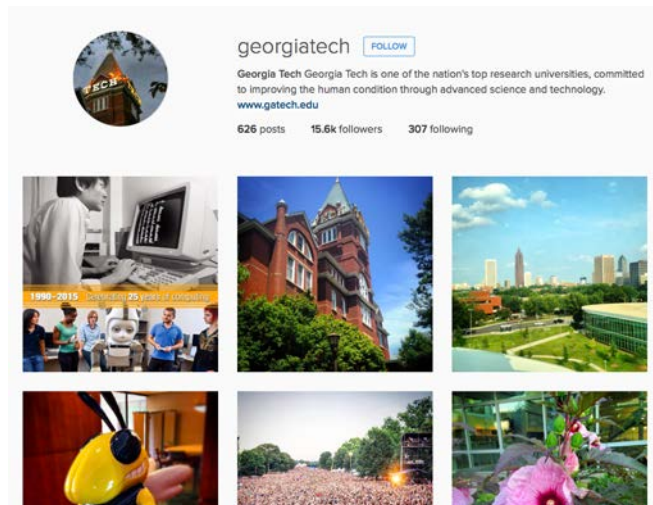 TECH
georgiatech FOLLOW
Georgia Tech Georgia Tech is one of the nation's top research universities, committed
to improving the human condition through advanced science and technology.
www.gatech.edu
626 posts 15.6k followers 307 following
1990-2015 Celebrating 25 years of computing